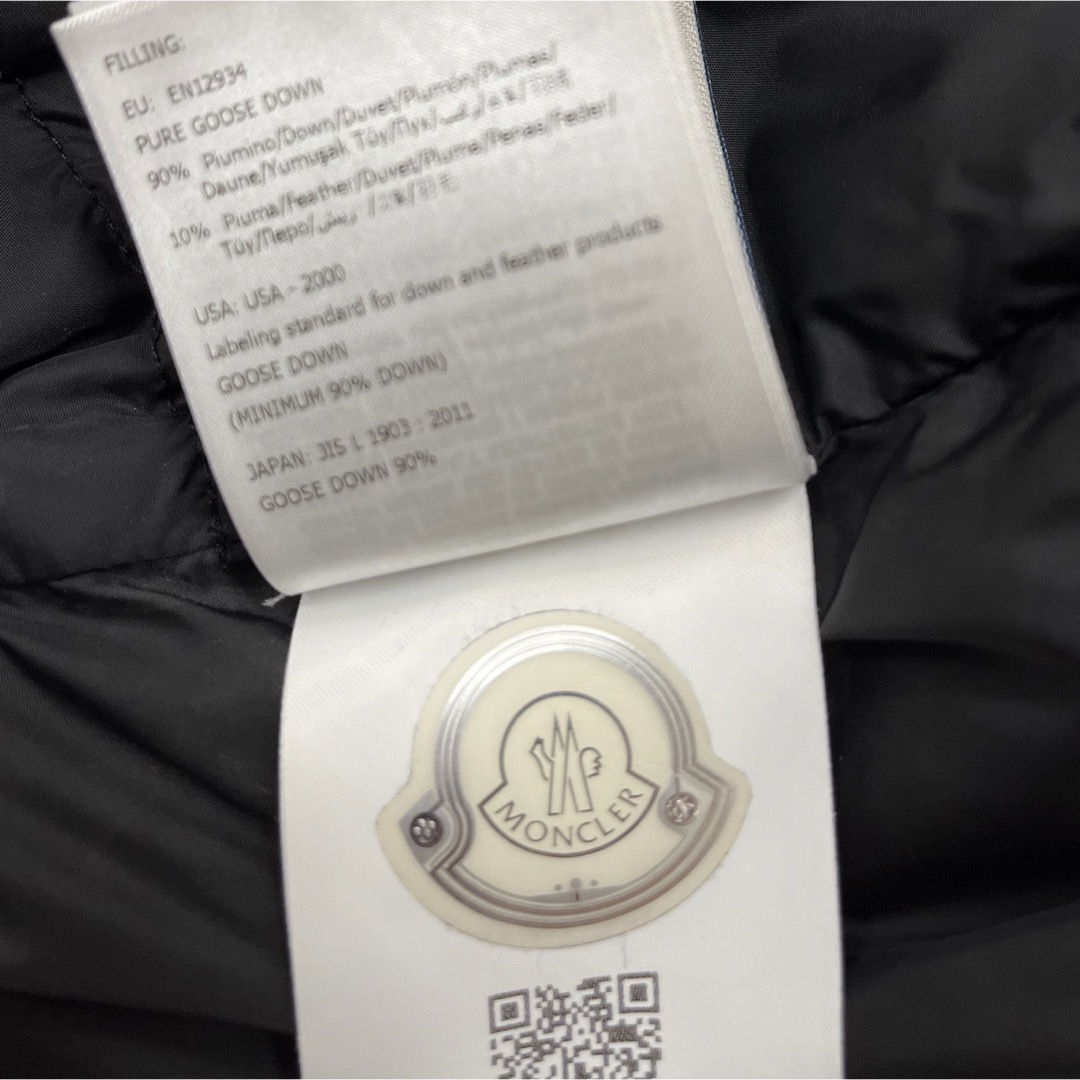 FILLING:
EU: EN12934
PURE GOOSE DOWN
90% Piumino/Down/Duvet/Plumón/Plumas/
Daune/Yumuşak Tüy/Пух/
10% Piuma/Feather/Duvet/Plume/Penas/Feder/
Tüy/Перо/ریش/
USA: USA - 2000
Labeling standard for down and feather products
GOOSE DOWN
(MINIMUM 90% DOWN)
JAPAN: JIS L 1903 : 2011
GOOSE DOWN 90%
MONCLER